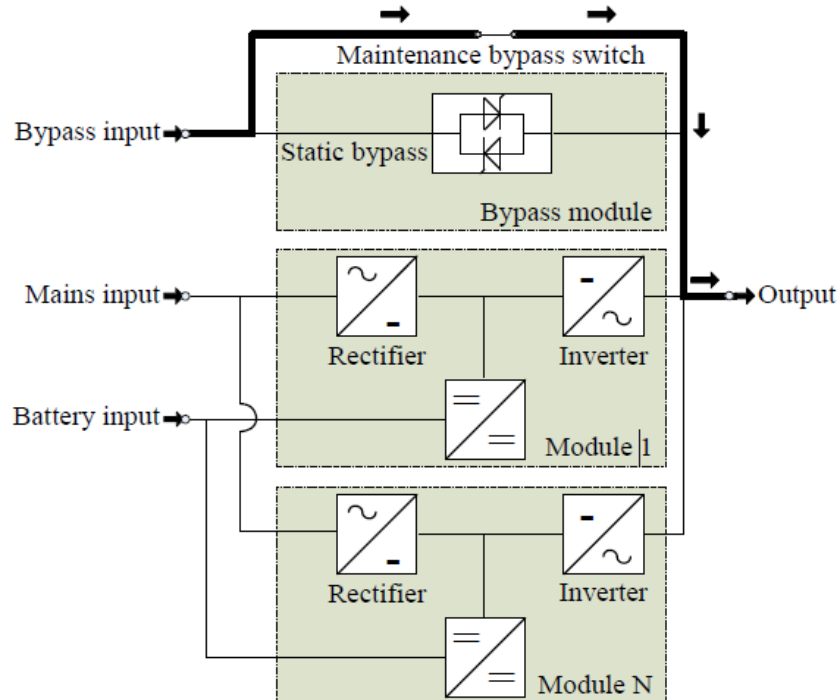 Maintenance bypass switch
Bypass input
Static bypass
Bypass module
Mains input
Output
Rectifier
Inverter
Battery input
Module 1
Rectifier
Inverter
Module N